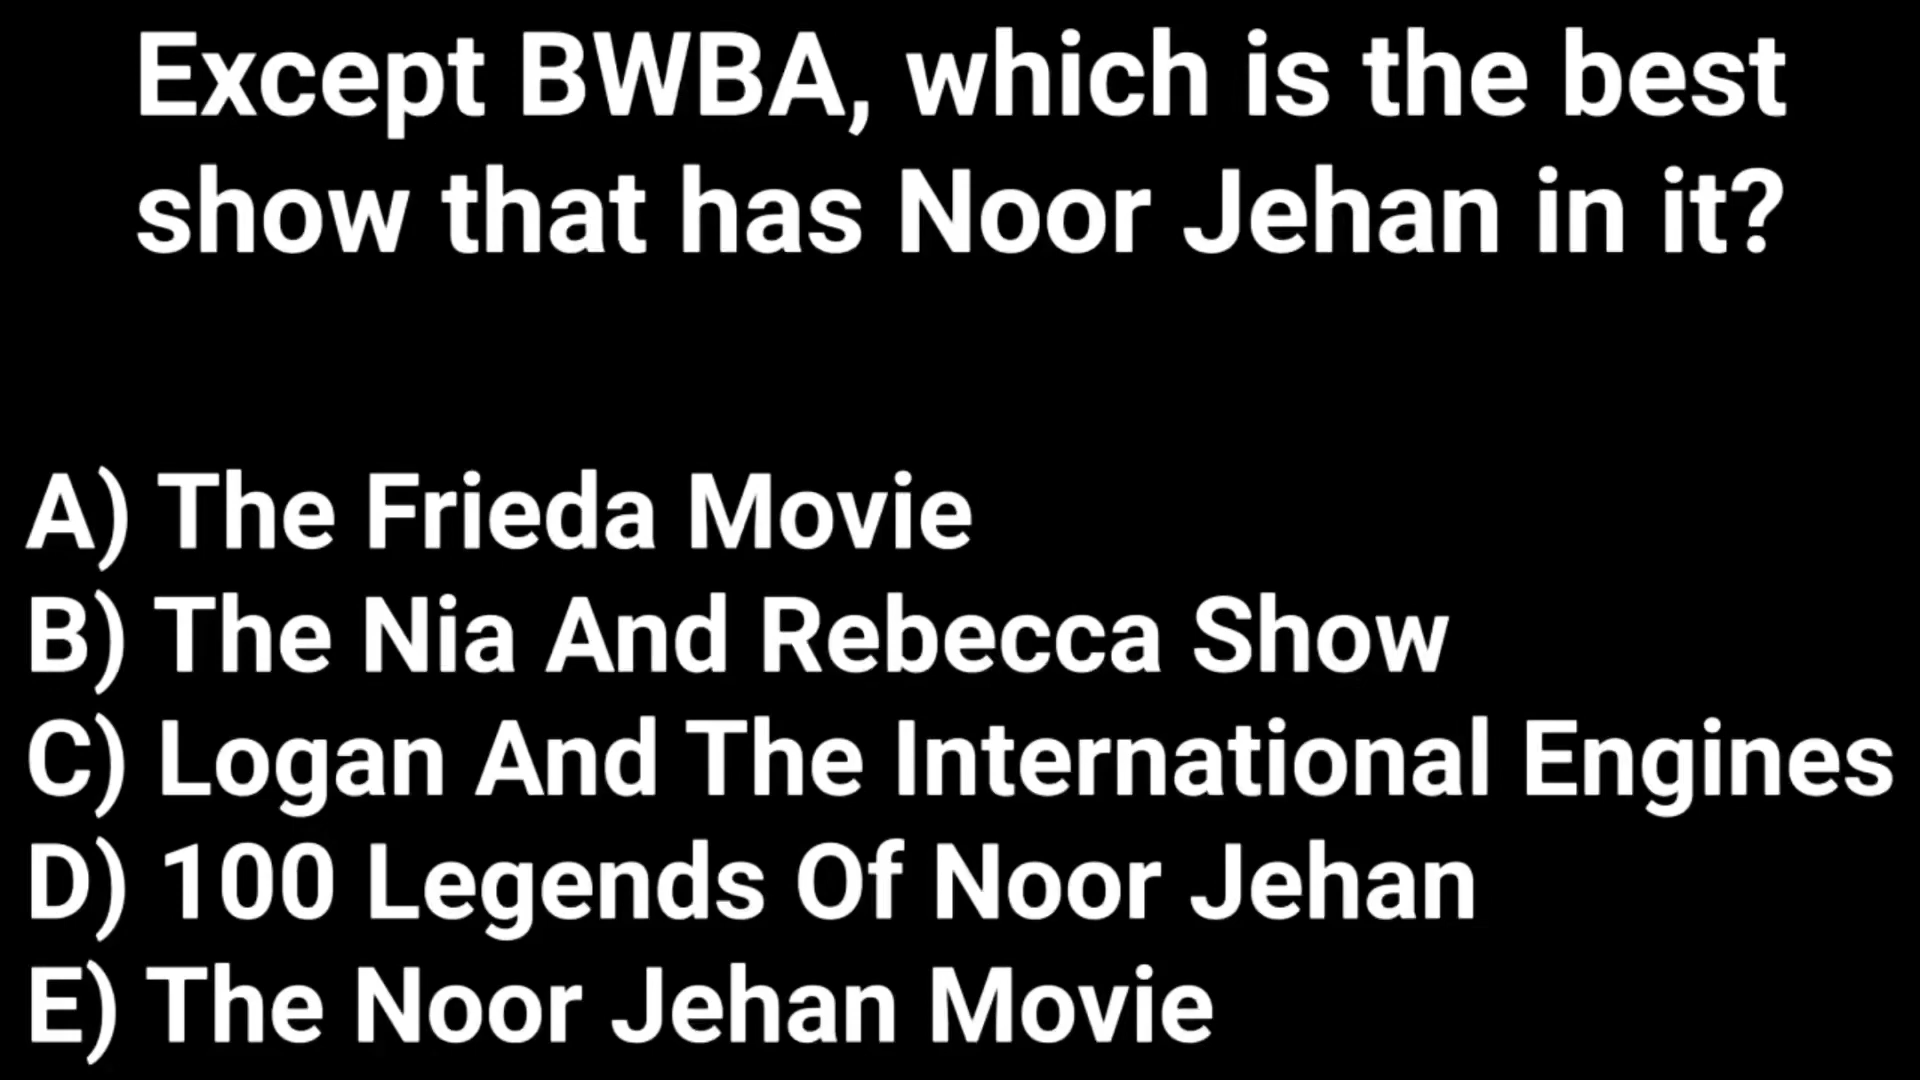 Except BWBA, which is the best
show that has Noor Jehan in it?
A) The Frieda Movie
B) The Nia And Rebecca Show
C) Logan And The International Engines
D) 100 Legends Of Noor Jehan
E) The Noor Jehan Movie